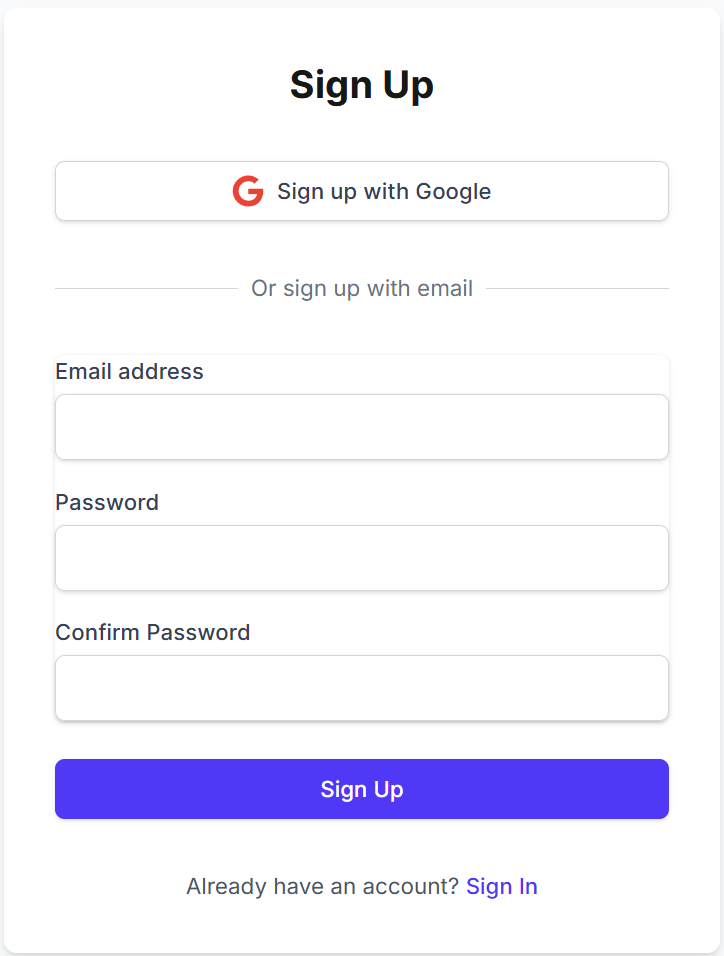 Sign Up
Sign up with Google
Or sign up with email
Email address
Password
Confirm Password
Sign Up
Already have an account? Sign In